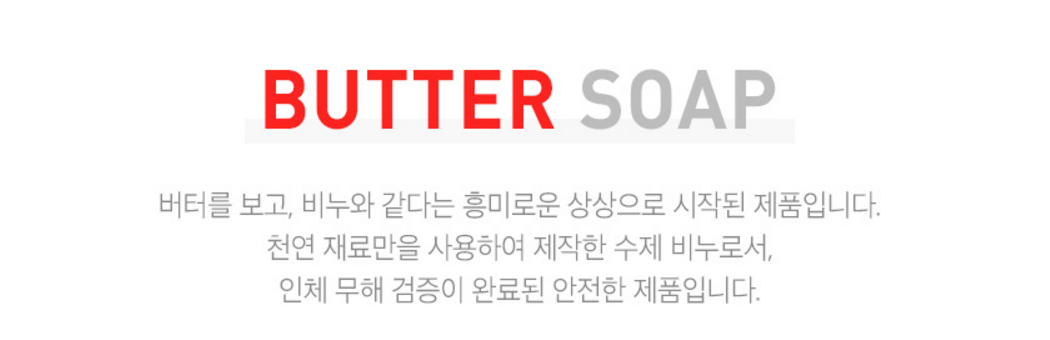 BUTTER SOAP
버터를 보고, 비누와 같다는 흥미로운 상상으로 시작된 제품입니다.
천연 재료만을 사용하여 제작한 수제 비누로서,
인체 무해 검증이 완료된 안전한 제품입니다.